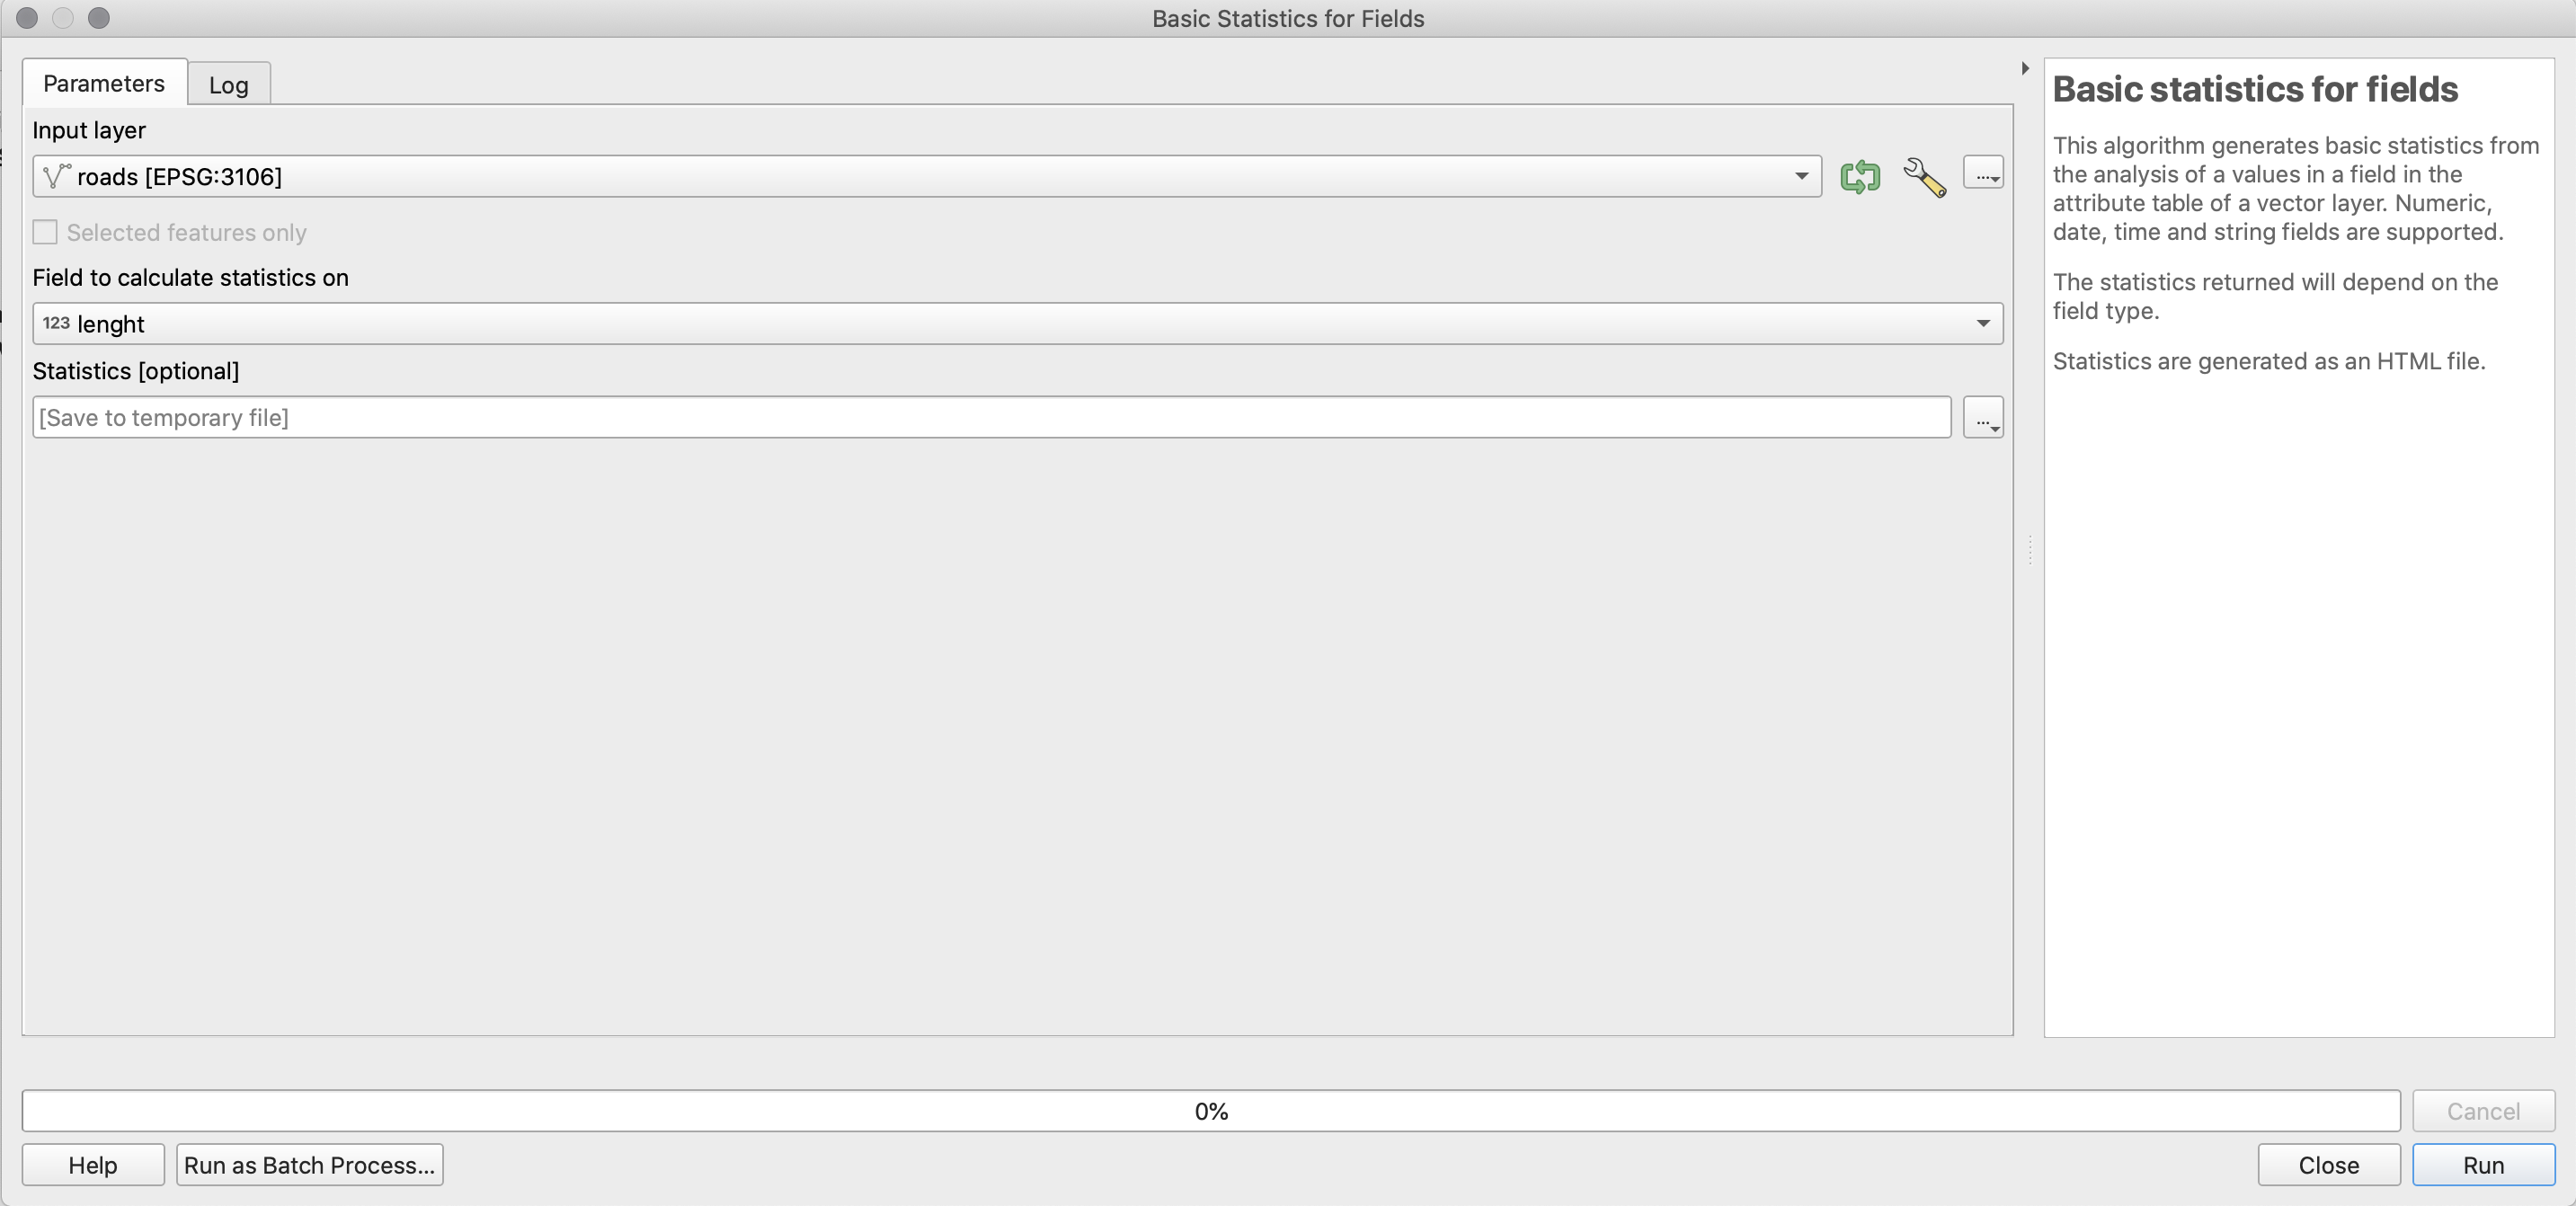 Basic Statistics for Fields
Parameters
Log
Input layer
roads [EPSG:3106]
...
Selected features only
Field to calculate statistics on
123 lenght
Statistics [optional]
[Save to temporary file]
...
Basic statistics for fields
This algorithm generates basic statistics from
the analysis of a values in a field in the
attribute table of a vector layer. Numeric,
date, time and string fields are supported.
The statistics returned will depend on the
field type.
Statistics are generated as an HTML file.
0%
Cancel
Help
Run as Batch Process...
Close
Run